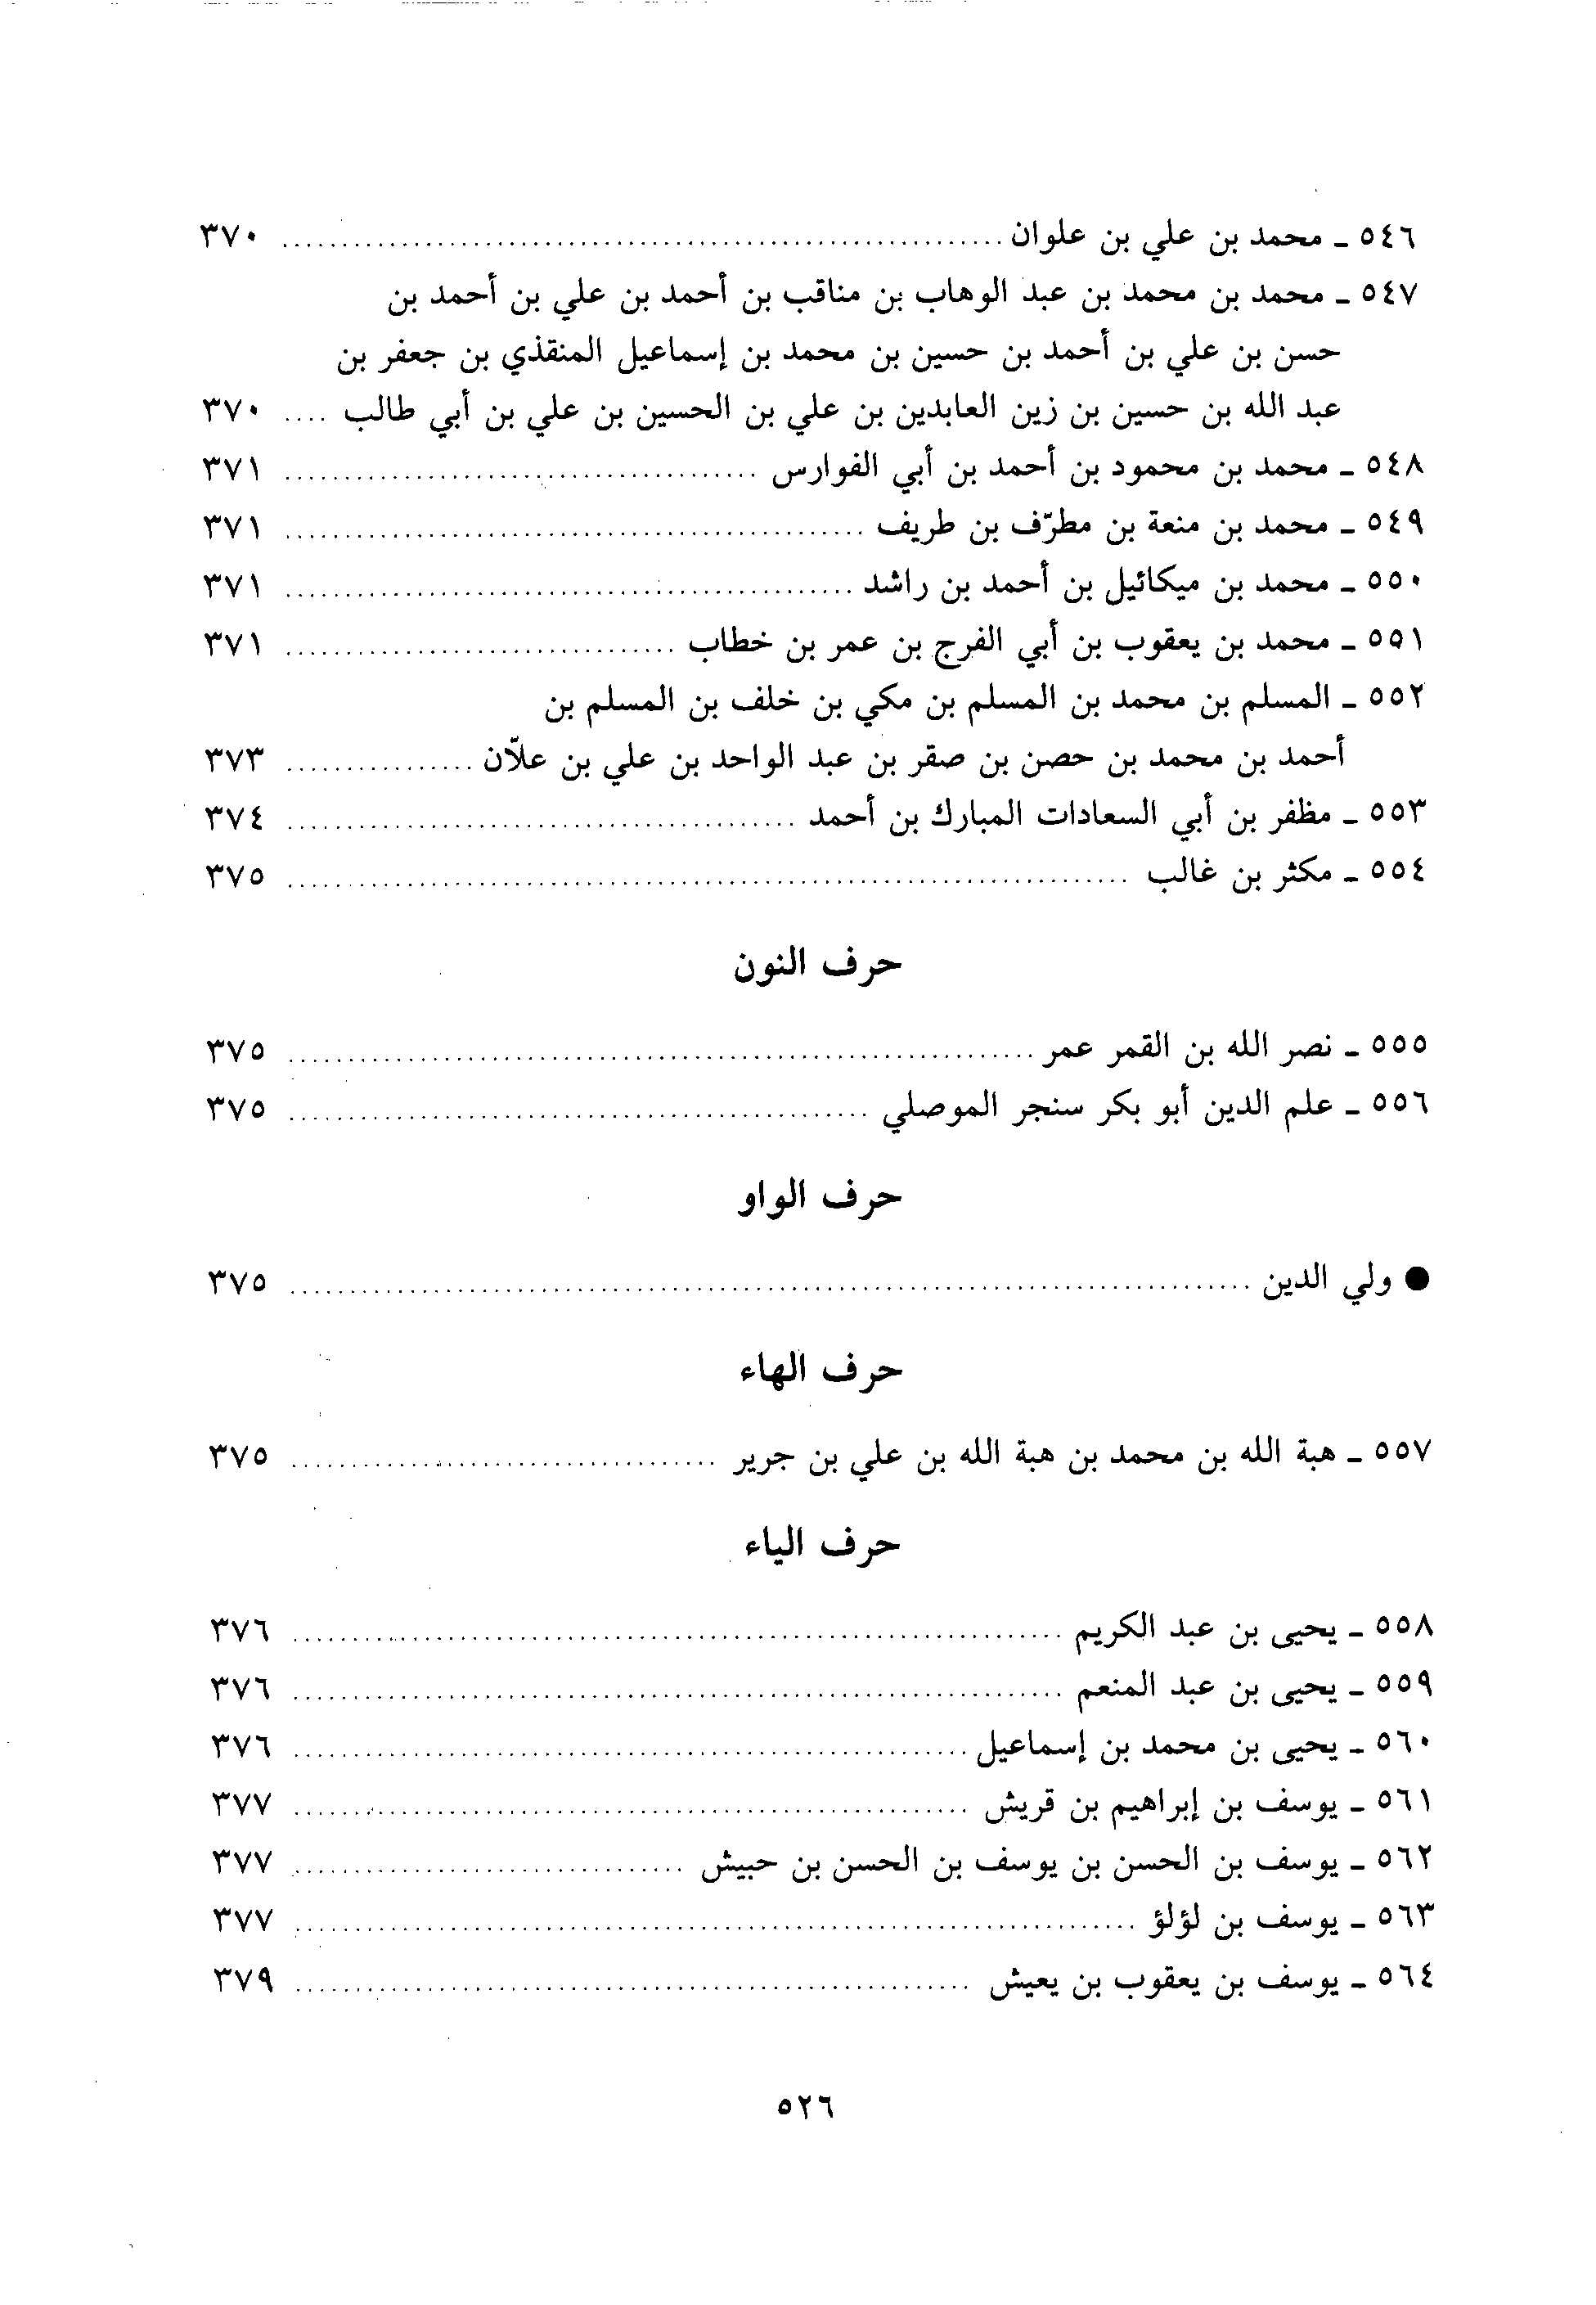 ٥٤٦ ـ محمد بن علي بن علوان ........ ٣٧٠
٥٤٧ ـ محمد بن محمد بن عبد الوهاب بن مناقب بن أحمد بن علي بن أحمد بن
حسن بن علي بن أحمد بن حسين بن محمد بن إسماعيل المنقذي بن جعفر بن
عبد الله بن حسين بن زين العابدين بن علي بن الحسين بن علي بن أبي طالب .... ٣٧٠
٥٤٨ ـ محمد بن محمود بن أحمد بن أبي الفوارس ........ ٣٧١
٥٤٩ ـ محمد بن منعة بن مطرّف بن طريف ........ ٣٧١
٥٥٠ ـ محمد بن ميكائيل بن أحمد بن راشد ........ ٣٧١
٥٥١ ـ محمد بن يعقوب بن أبي الفرج بن عمر بن خطاب ........ ٣٧١
٥٥٢ ـ المسلم بن محمد بن المسلم بن مكي بن خلف بن المسلم بن
أحمد بن محمد بن حصن بن صقر بن عبد الواحد بن علي بن علاّن ........ ٣٧٣
٥٥٣ ـ مظفر بن أبي السعادات المبارك بن أحمد ........ ٣٧٤
٥٥٤ ـ مكثر بن غالب ........ ٣٧٥
حرف النون
٥٥٥ ـ نصر الله بن القمر عمر ........ ٣٧٥
٥٥٦ ـ علم الدين أبو بكر سنجر الموصلي ........ ٣٧٥
حرف الواو
● ولي الدين ........ ٣٧٥
حرف الهاء
٥٥٧ ـ هبة الله بن محمد بن هبة الله بن علي بن جرير ........ ٣٧٥
حرف الياء
٥٥٨ ـ يحيى بن عبد الكريم ........ ٣٧٦
٥٥٩ ـ يحيى بن عبد المنعم ........ ٣٧٦
٥٦٠ ـ يحيى بن محمد بن إسماعيل ........ ٣٧٦
٥٦١ ـ يوسف بن إبراهيم بن قريش ........ ٣٧٧
٥٦٢ ـ يوسف بن الحسن بن يوسف بن الحسن بن حبيش ........ ٣٧٧
٥٦٣ ـ يوسف بن لؤلؤ ........ ٣٧٧
٥٦٤ ـ يوسف بن يعقوب بن يعيش ........ ٣٧٩
٥٢٦